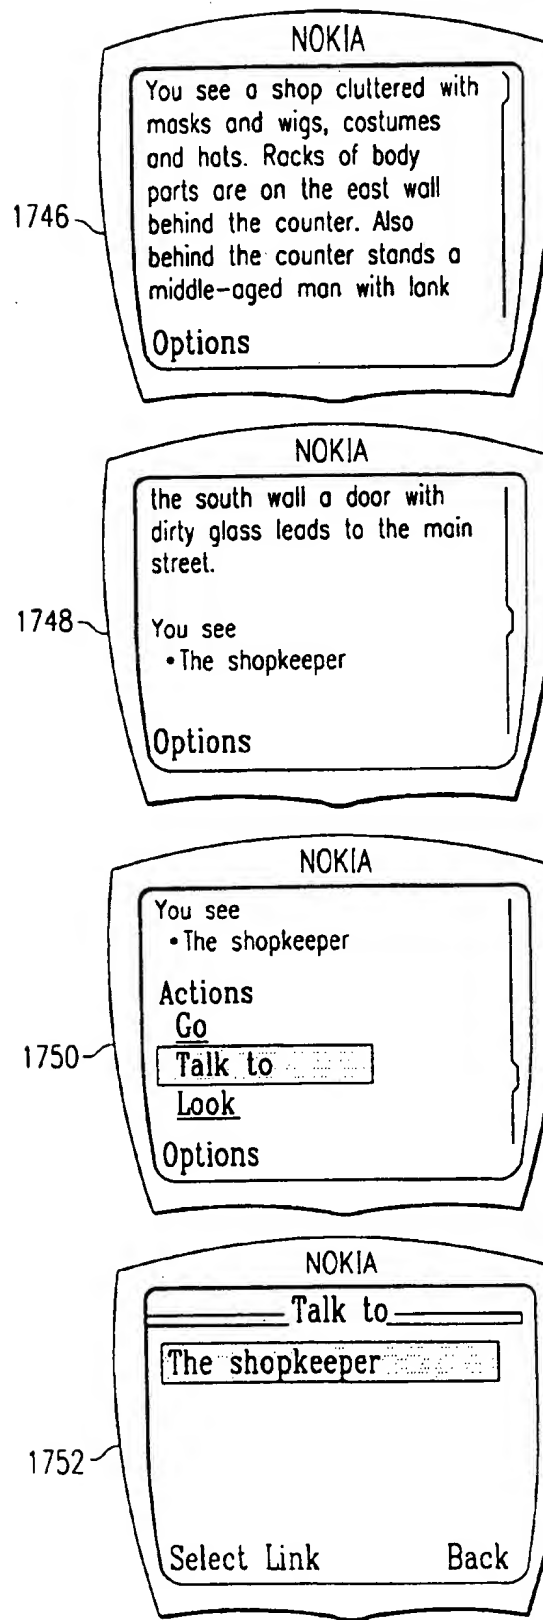 NOKIA
You see a shop cluttered with
masks and wigs, costumes
and hats. Racks of body
parts are on the east wall
behind the counter. Also
behind the counter stands a
middle-aged man with lank
Options
1746
NOKIA
the south wall a door with
dirty glass leads to the main
street.
You see
•The shopkeeper
Options
1748
NOKIA
You see
•The shopkeeper
Actions
Go
Talk to
Look
Options
1750
NOKIA
Talk to
The shopkeeper
Select Link Back
1752